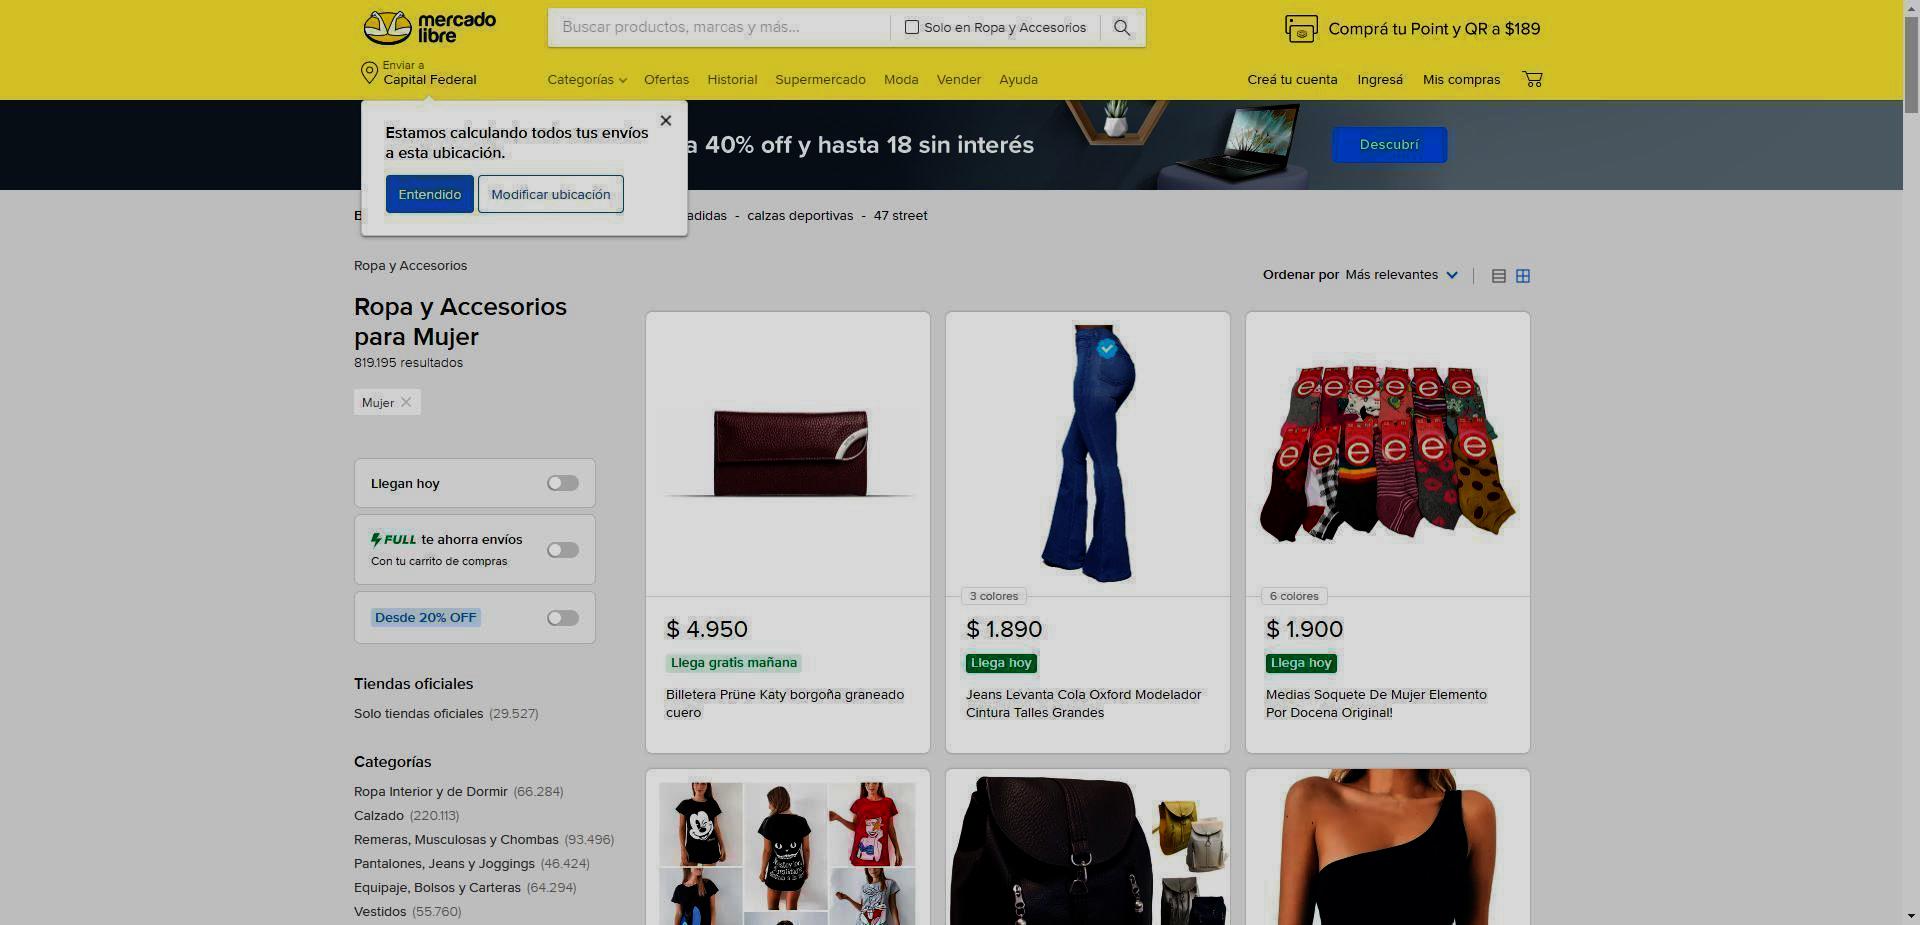 mercado
libre
Buscar productos, marcas y más...
Solo en Ropa y Accesorios
Comprá tu Point y QR a $189
Enviar a
Capital Federal
Categorías
Ofertas
Historial
Supermercado
Moda
Vender
Ayuda
Creá tu cuenta
Ingresá
Mis compras
Estamos calculando todos tus envíos
a esta ubicación.
Entendido
Modificar ubicación
a 40% off y hasta 18 sin interés
Descubrí
B
adidas - calzas deportivas - 47 street
Ropa y Accesorios
Ordenar por Más relevantes
Ropa y Accesorios
para Mujer
819.195 resultados
Mujer
Llegan hoy
FULL te ahorra envíos
Con tu carrito de compras
Desde 20% OFF
Tiendas oficiales
Solo tiendas oficiales (29.527)
Categorías
Ropa Interior y de Dormir (66.284)
Calzado (220.113)
Remeras, Musculosas y Chombas (93.496)
Pantalones, Jeans y Joggings (46.424)
Equipaje, Bolsos y Carteras (64.294)
Vestidos (55.760)
$ 4.950
Llega gratis mañana
Billetera Prüne Katy borgoña graneado
cuero
3 colores
$ 1.890
Llega hoy
Jeans Levanta Cola Oxford Modelador
Cintura Talles Grandes
6 colores
$ 1.900
Llega hoy
Medias Soquete De Mujer Elemento
Por Docena Original!